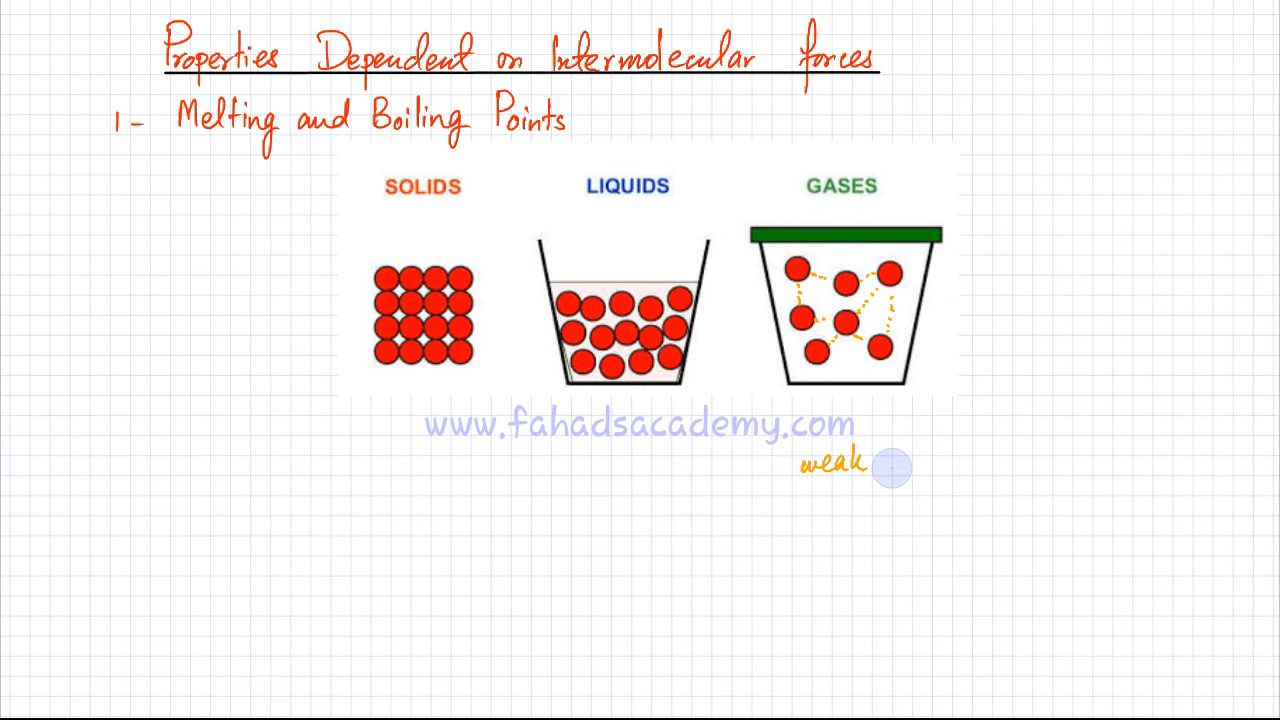 Properties Dependent on Intermolecular forces
1- Melting and Boiling Points
SOLIDS LIQUIDS GASES
www.fahadsacademy.com
weak